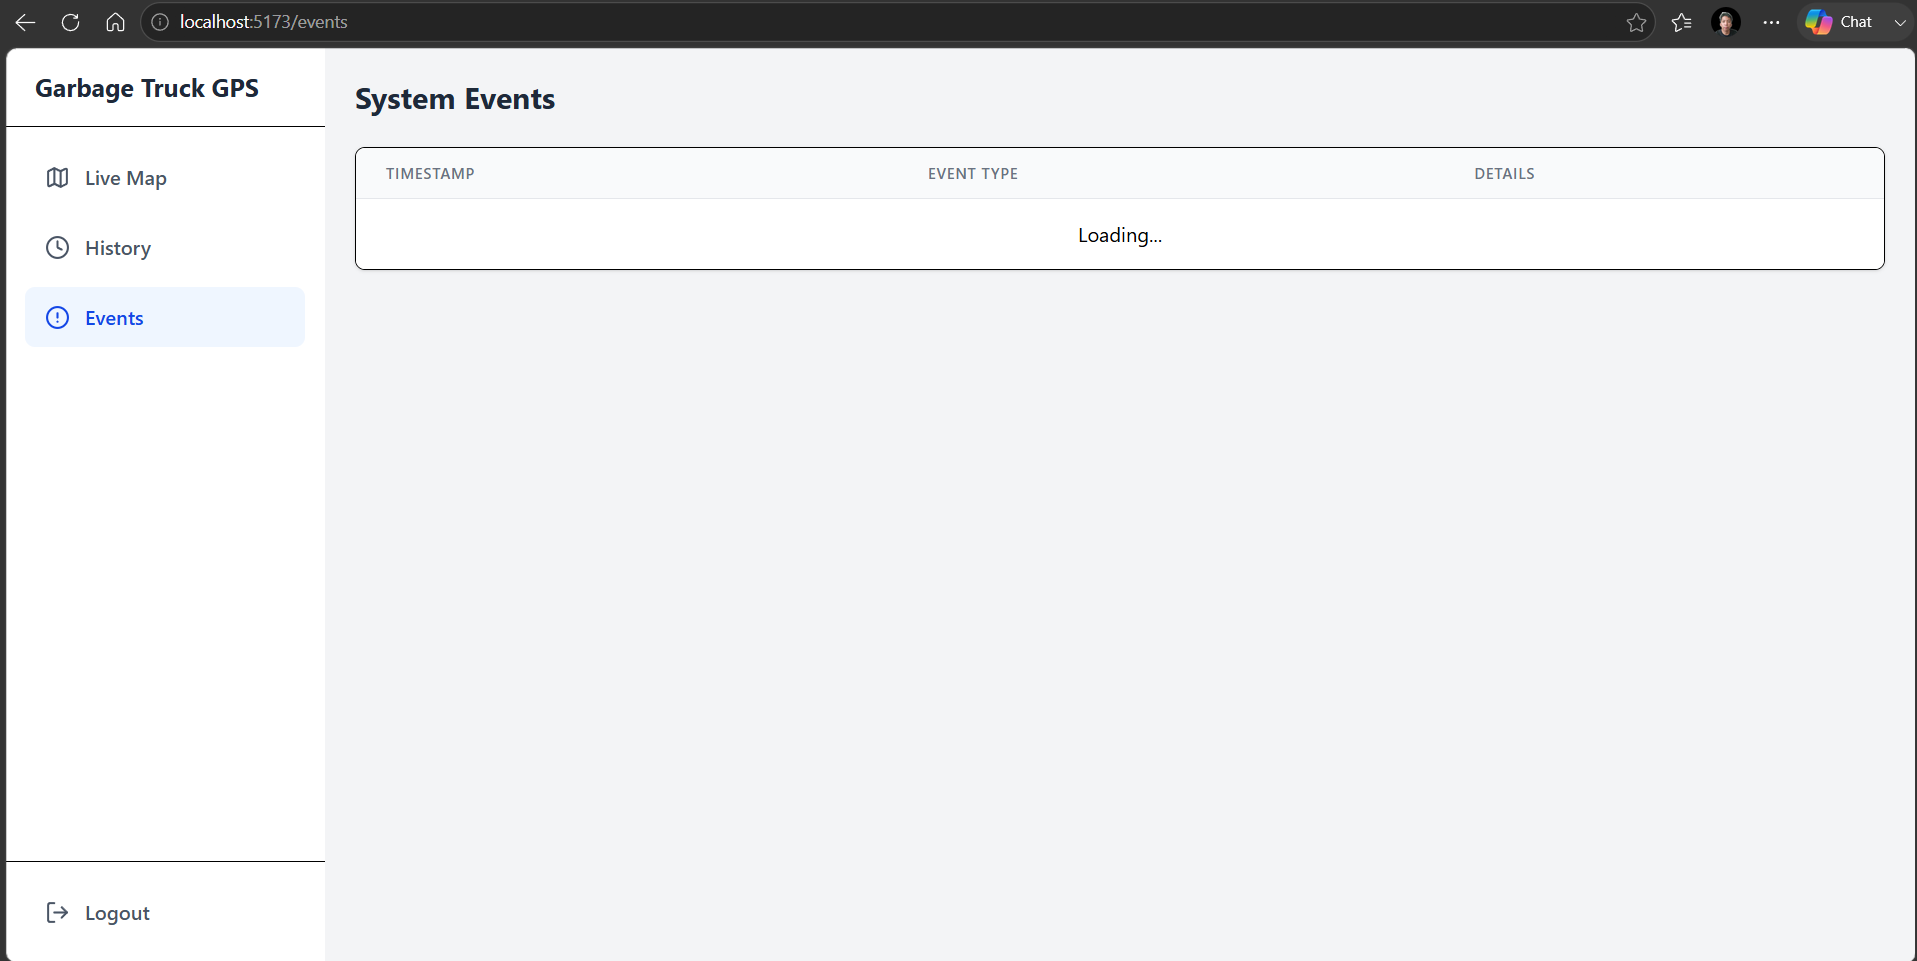 localhost:5173/events
Chat
Garbage Truck GPS
Live Map
History
Events
Logout
System Events
TIMESTAMP EVENT TYPE DETAILS
Loading...